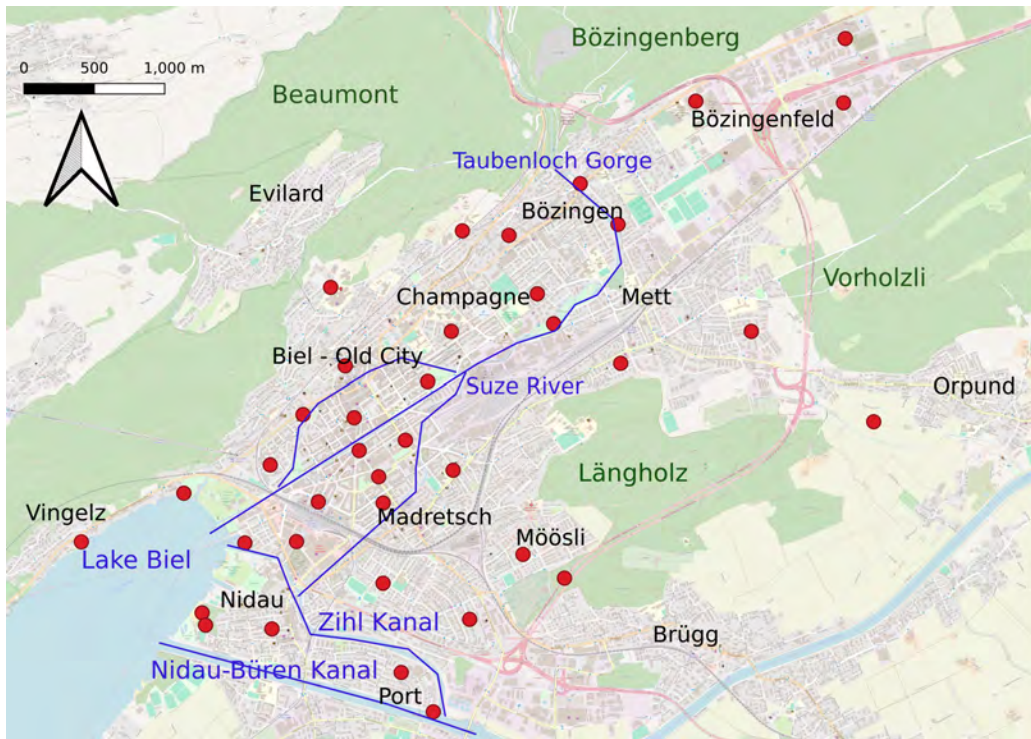 Bözingenberg
0 500 1,000 m
Beaumont
Bözingenfeld
Taubenloch Gorge
Evilard
Bözingen
Vorholzli
Champagne
Mett
Biel - Old City
Suze River
Orpund
Längholz
Vingelz
Madretsch
Möösli
Lake Biel
Nidau
Zihl Kanal
Brügg
Nidau-Büren Kanal
Port